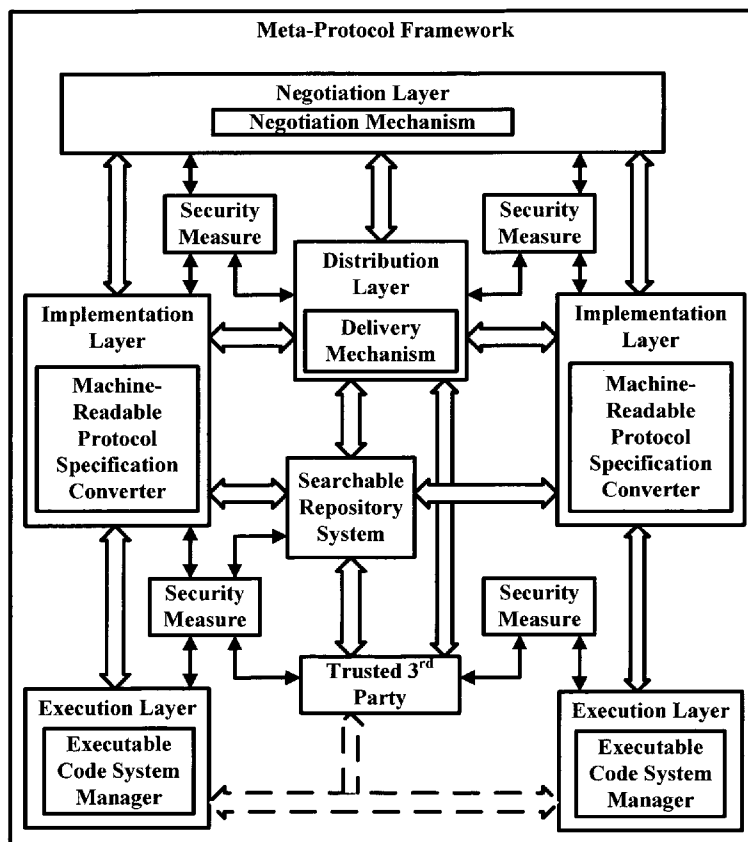 Meta-Protocol Framework
Negotiation Layer
Negotiation Mechanism
Security
Measure
Security
Measure
Distribution
Layer
Delivery
Mechanism
Implementation
Layer
Machine-
Readable
Protocol
Specification
Converter
Implementation
Layer
Machine-
Readable
Protocol
Specification
Converter
Searchable
Repository
System
Security
Measure
Security
Measure
Trusted 3rd
Party
Execution Layer
Executable
Code System
Manager
Execution Layer
Executable
Code System
Manager